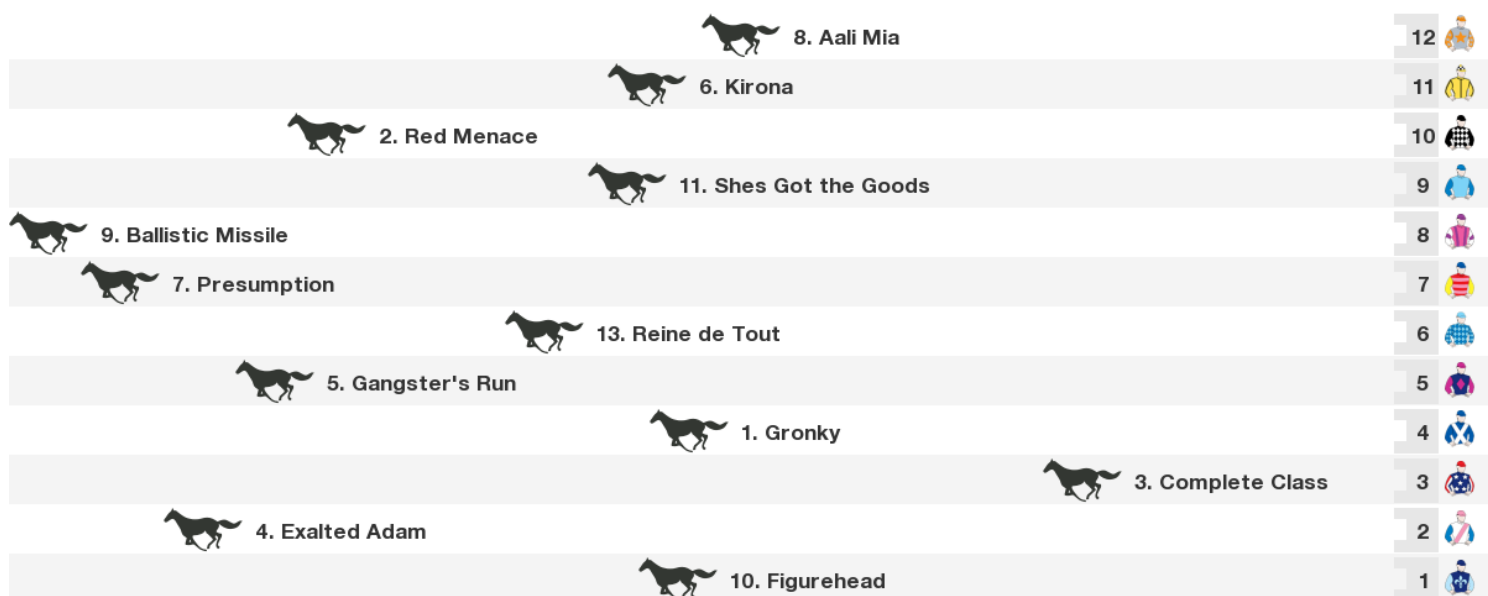 8. Aali Mia 12
6. Kirona 11
2. Red Menace 10
11. Shes Got the Goods 9
9. Ballistic Missile 8
7. Presumption 7
13. Reine de Tout 6
5. Gangster's Run 5
1. Gronky 4
3. Complete Class 3
4. Exalted Adam 2
10. Figurehead 1